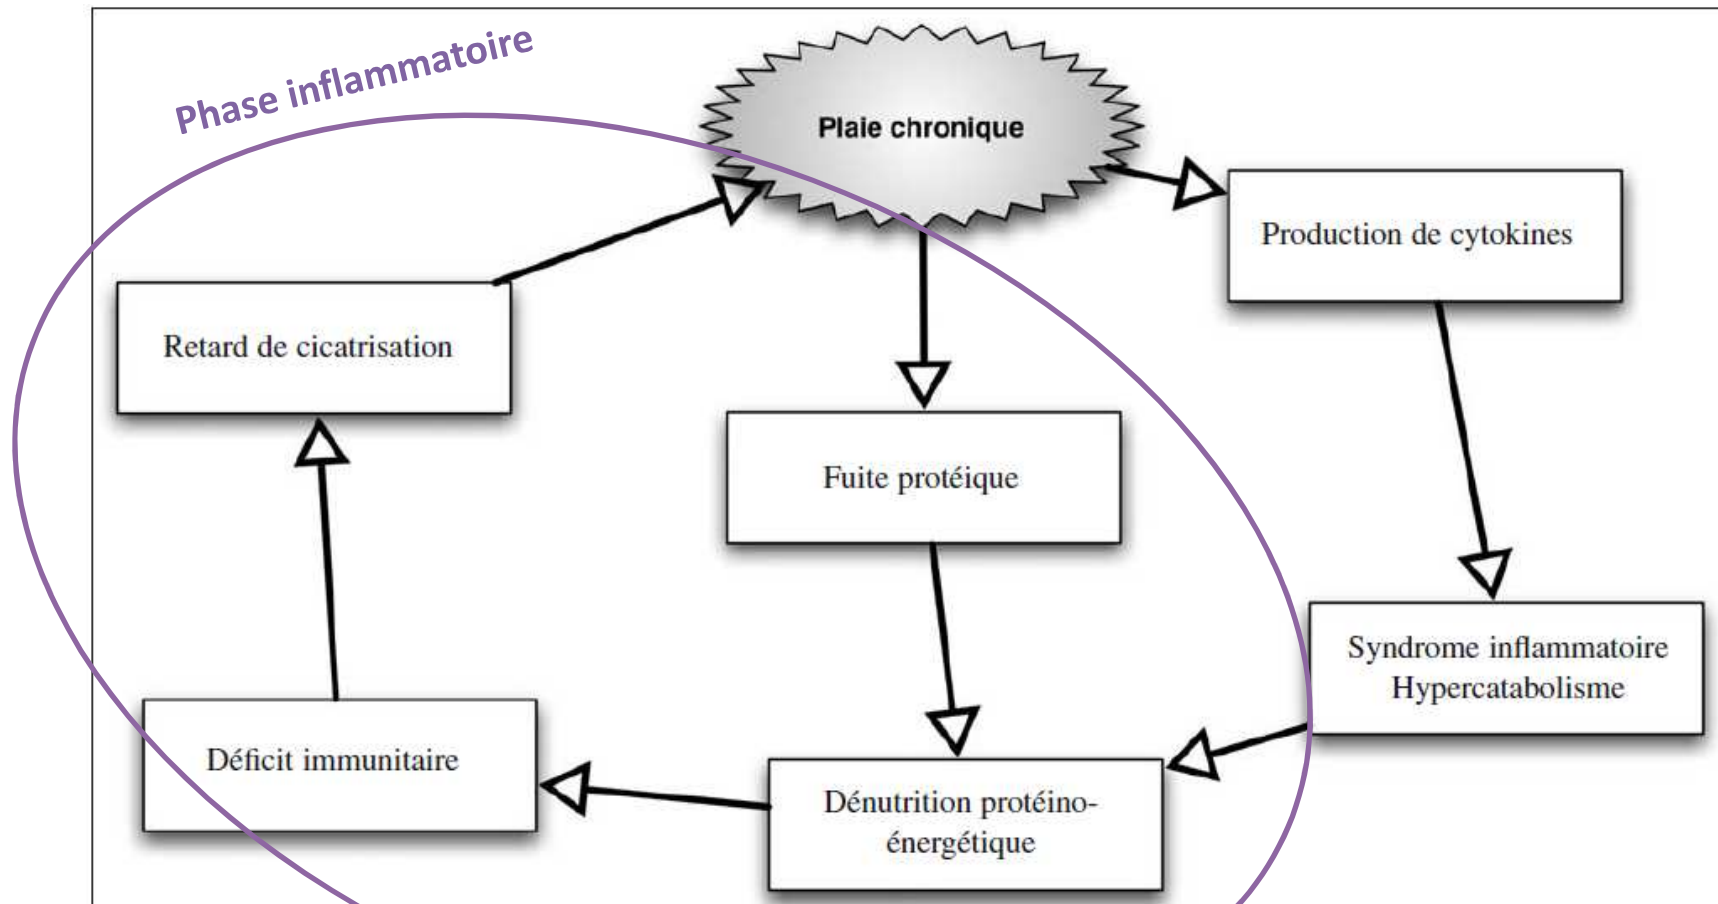 Phase inflammatoire
Plaie chronique
Production de cytokines
Retard de cicatrisation
Fuite protéique
Syndrome inflammatoire
Hypercatabolisme
Déficit immunitaire
Dénutrition protéino-
énergétique